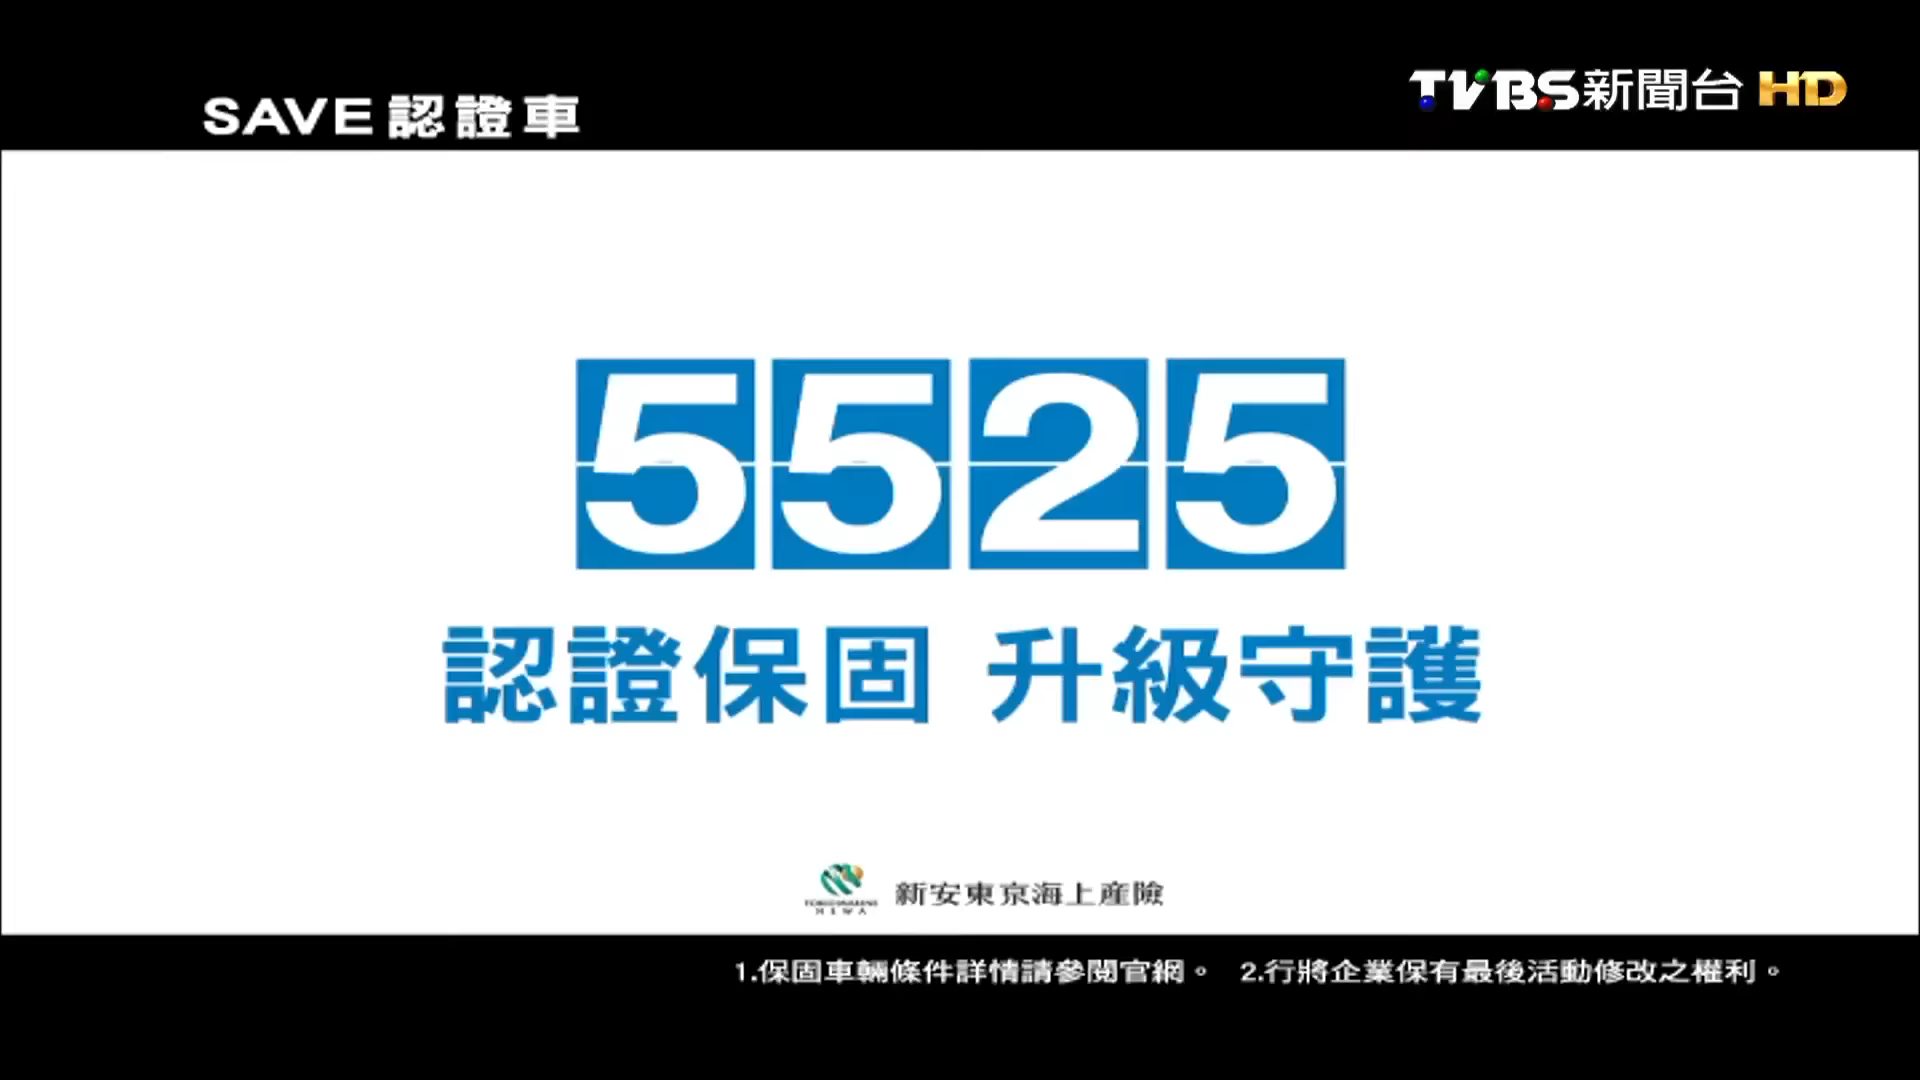 SAVE 認證車
TVBS新聞台 HD
5525
認證保固 升級守護
TOKIO MARINE
NEWA
新安東京海上產險
1.保固車輛條件詳情請參閱官網。 2.行將企業保有最後活動修改之權利。